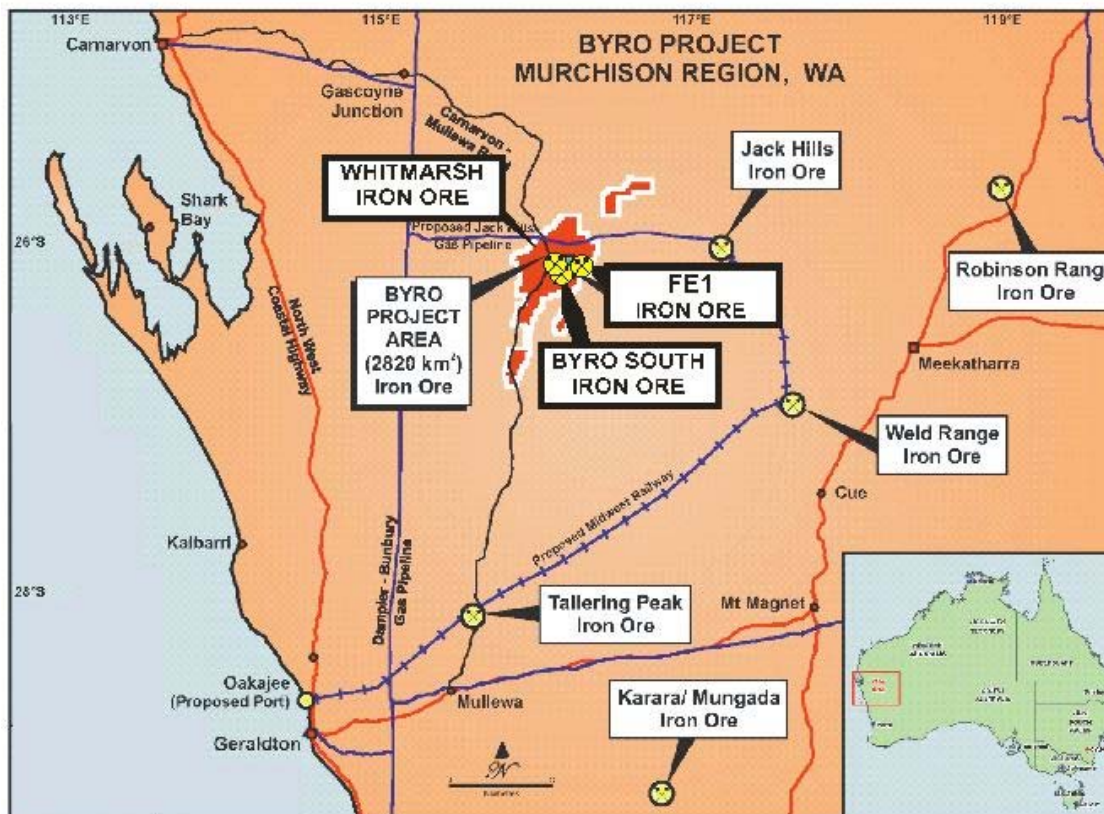 113°E
115°E
117°E
119°E
BYRO PROJECT
MURCHISON REGION, WA
Carnarvon
Gascoyne
Junction
Carnarvon -
Mullewa
WHITMARSH
IRON ORE
Jack Hills
Iron Ore
Shark
Bay
Proposed Jack Hills
Gas Pipeline
26°S
Robinson Range
Iron Ore
BYRO
PROJECT
AREA
(2820 km²)
Iron Ore
FE1
IRON ORE
North West
Coastal Highway
BYRO SOUTH
IRON ORE
Meekatharra
Weld Range
Iron Ore
Cue
Proposed Midwest Railway
Kalbarri
Dampier - Bunbury
Gas Pipeline
28°S
Tallering Peak
Iron Ore
Mt Magnet
Oakajee
(Proposed Port)
Mullewa
Karara/ Mungada
Iron Ore
Geraldton
N